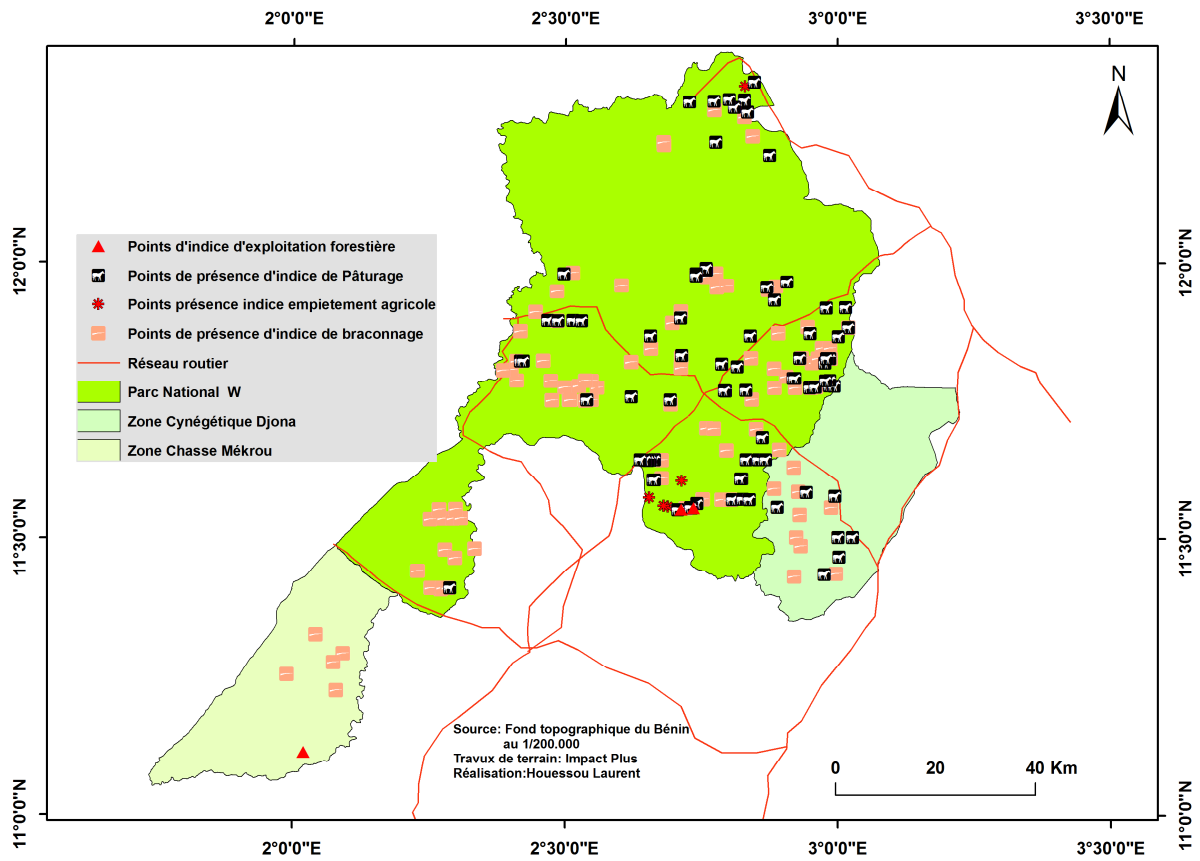 2°0'0"E 2°30'0"E 3°0'0"E 3°30'0"E
N
12°0'0"N 12°0'0"N
Points d'indice d'exploitation forestière
Points de présence d'indice de Pâturage
Points présence indice empietement agricole
Points de présence d'indice de braconnage
Réseau routier
Parc National W
Zone Cynégétique Djona
Zone Chasse Mékrou
11°30'0"N 11°30'0"N
Source: Fond topographique du Bénin
au 1/200.000
Travux de terrain: Impact Plus
Réalisation:Houessou Laurent
0 20 40 Km
11°0'0"N 11°0'0"N
2°0'0"E 2°30'0"E 3°0'0"E 3°30'0"E